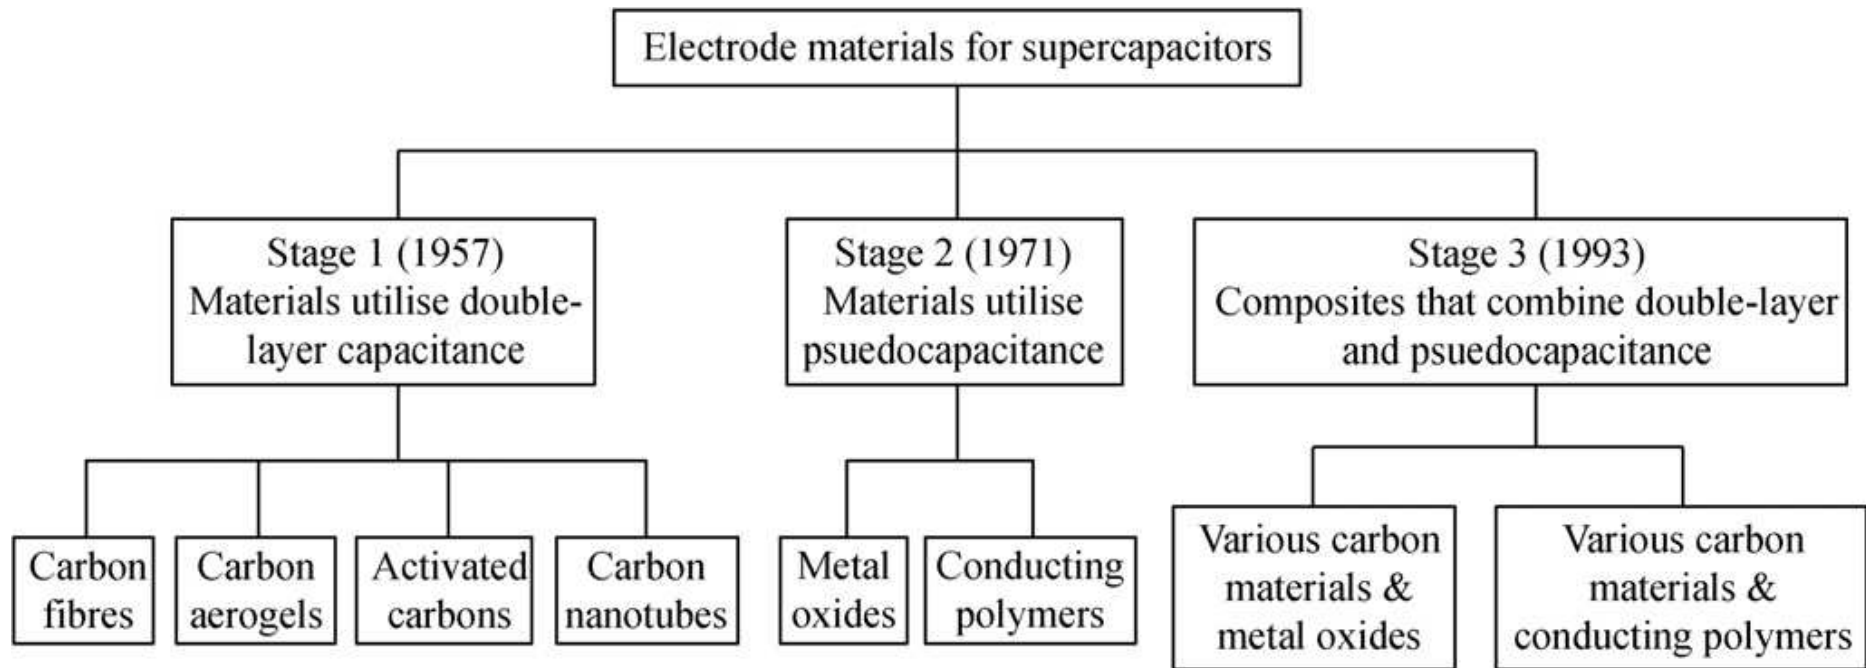 Electrode materials for supercapacitors
Stage 1 (1957)
Materials utilise double-
layer capacitance
Stage 2 (1971)
Materials utilise
psuedocapacitance
Stage 3 (1993)
Composites that combine double-layer
and psuedocapacitance
Carbon
fibres
Carbon
aerogels
Activated
carbons
Carbon
nanotubes
Metal
oxides
Conducting
polymers
Various carbon
materials &
metal oxides
Various carbon
materials &
conducting polymers